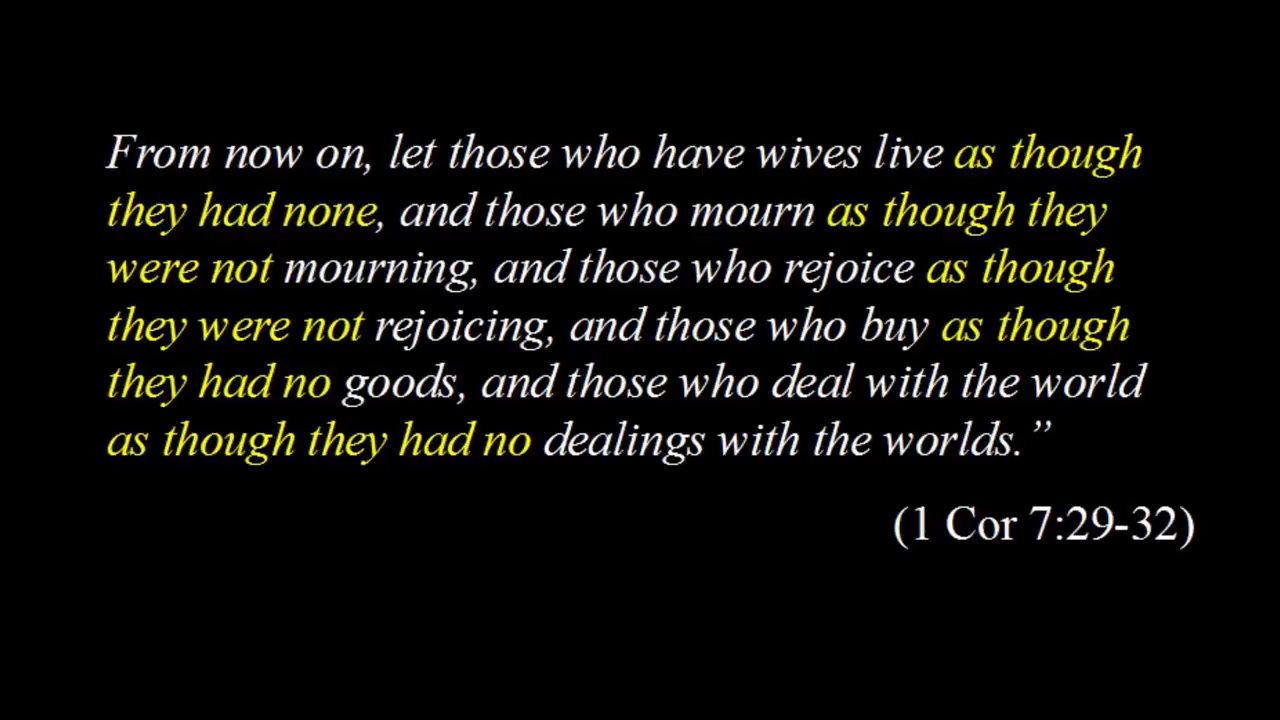 From now on, let those who have wives live as though
they had none, and those who mourn as though they
were not mourning, and those who rejoice as though
they were not rejoicing, and those who buy as though
they had no goods, and those who deal with the world
as though they had no dealings with the worlds.”
(1 Cor 7:29-32)